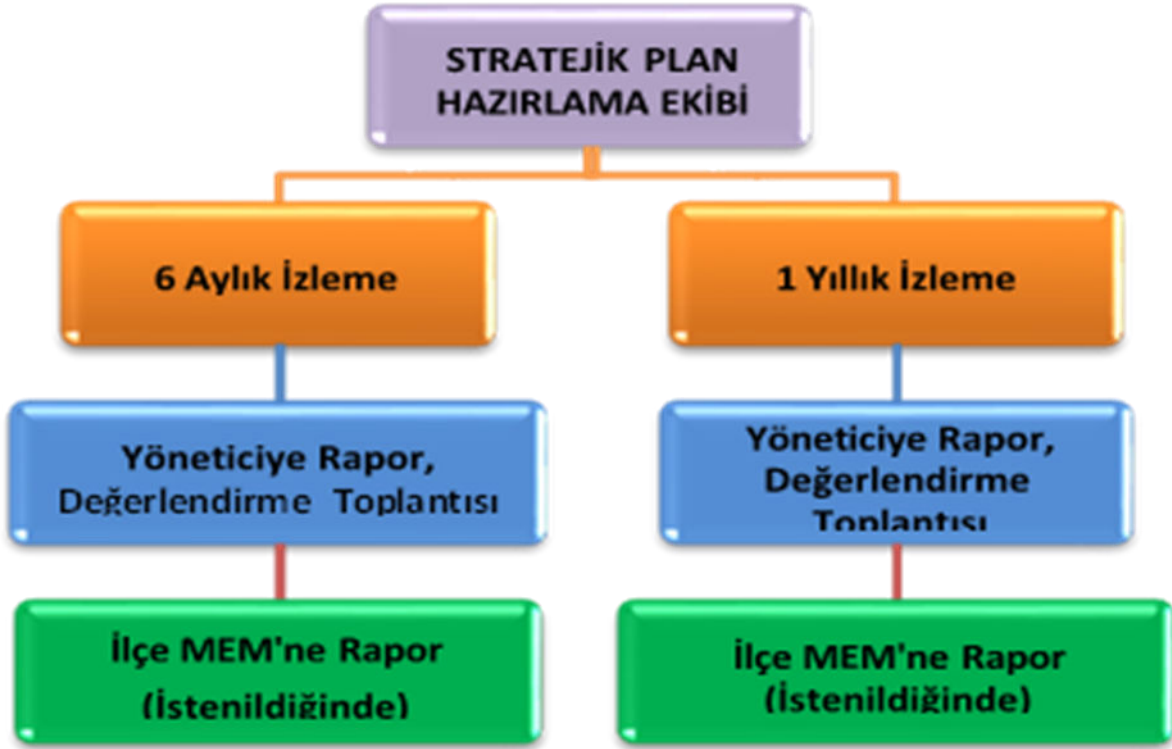 STRATEJİK PLAN
HAZIRLAMA EKİBİ
6 Aylık İzleme
1 Yıllık İzleme
Yöneticiye Rapor,
Değerlendirme Toplantısı
Yöneticiye Rapor,
Değerlendirme
Toplantısı
İlçe MEM'ne Rapor
(İstenildiğinde)
İlçe MEM'ne Rapor
(İstenildiğinde)